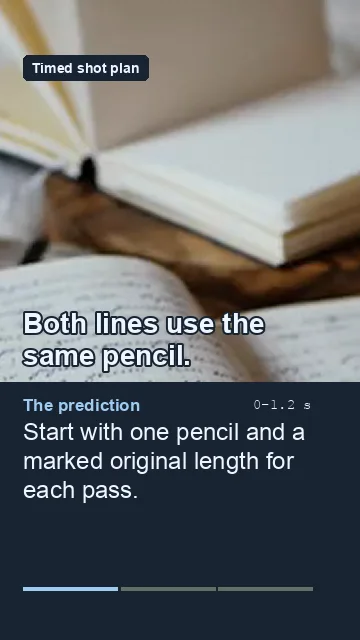 Timed shot plan
Both lines use the
same pencil.
The prediction 0–1.2 s
Start with one pencil and a
marked original length for
each pass.